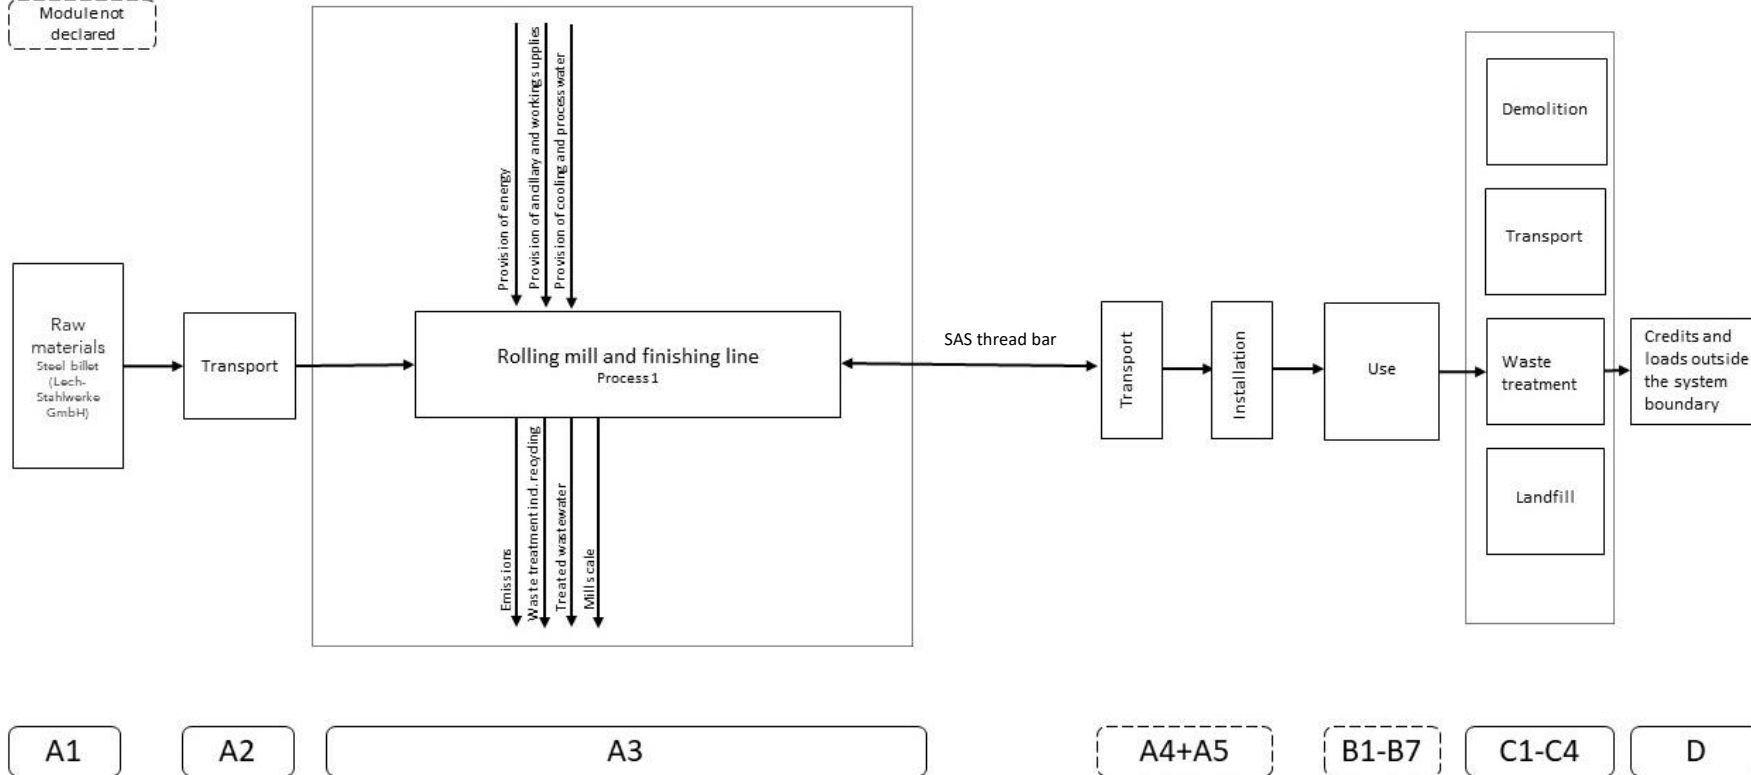 Module not
declared
Provision of energy
Provision of ancillary and working supplies
Provision of cooling and process water
Raw
materials
Steel billet
(Lech-
Stahlwerke
GmbH)
Transport
Rolling mill and finishing line
Process 1
SAS thread bar
Transport
Installation
Use
Demolition
Transport
Waste
treatment
Landfill
Credits and
loads outside
the system
boundary
Emissions
Waste treatment ind. recyding
Treated wastewater
Mill scale
A1
A2
A3
A4+A5
B1-B7
C1-C4
D